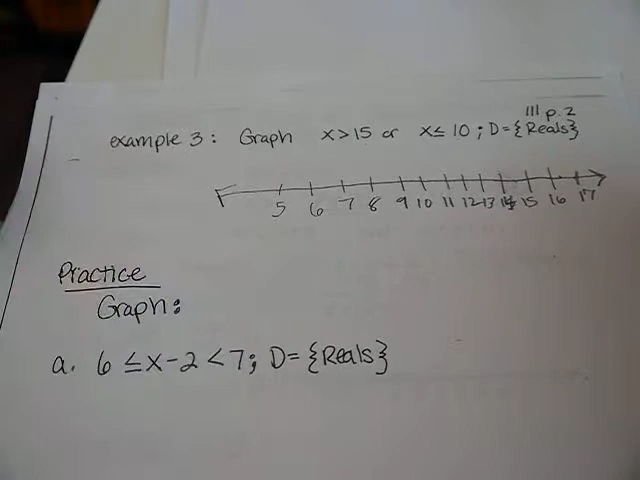 111 p. 2
example 3: Graph x>15 or x≤10; D={Reals}
5 6 7 8 9 10 11 12 13 14 15 16 17
Practice
Graph:
a. 6≤x-2<7; D={Reals}